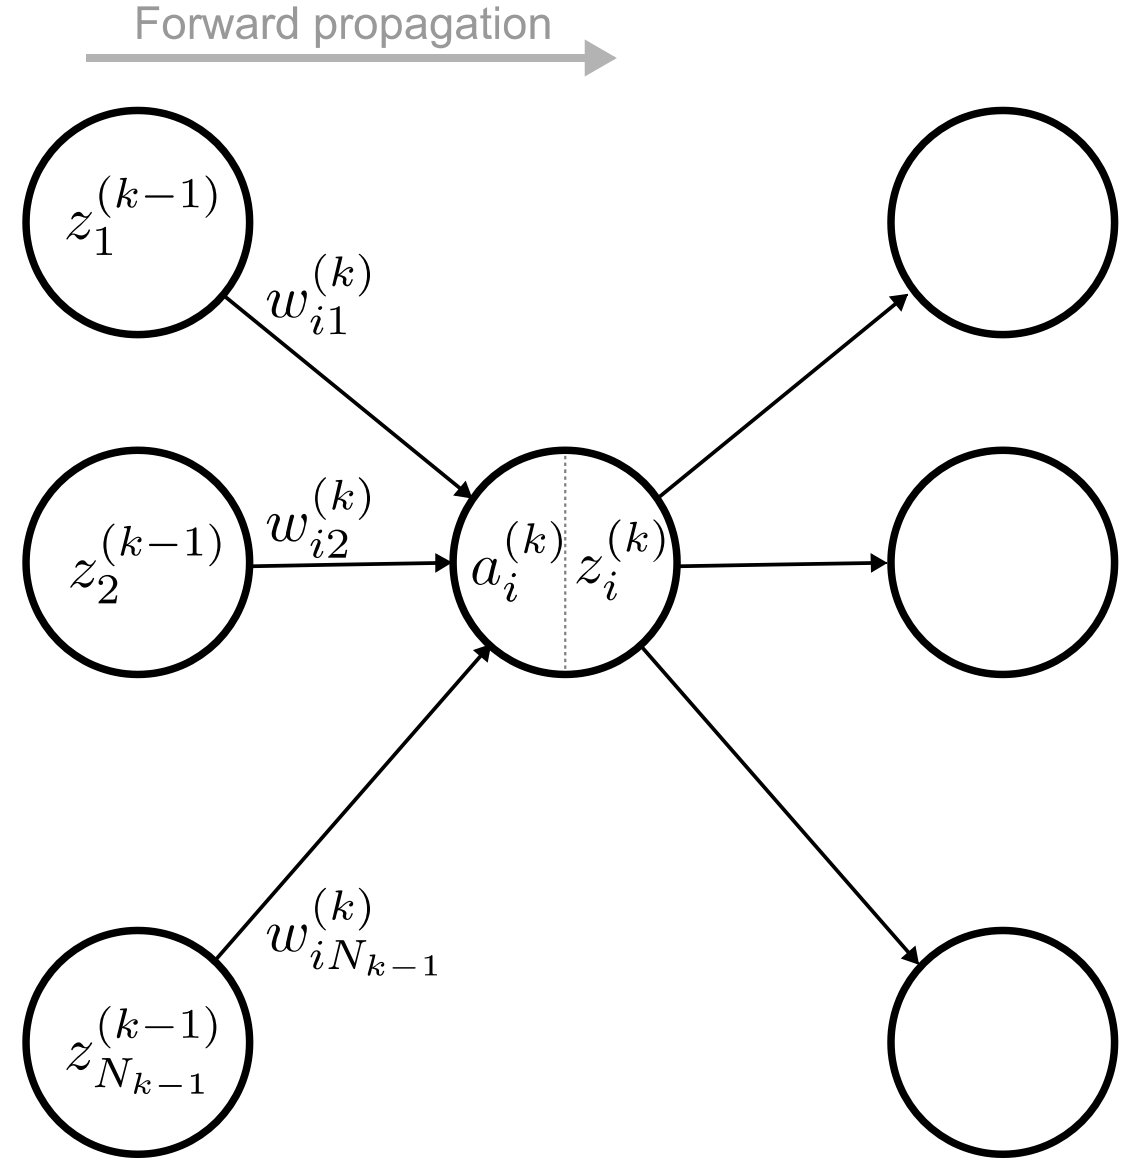 Forward propagation
z_1^{(k-1)}
w_{i1}^{(k)}
z_2^{(k-1)}
w_{i2}^{(k)}
a_i^{(k)}
z_i^{(k)}
w_{iN_{k-1}}^{(k)}
z_{N_{k-1}}^{(k-1)}